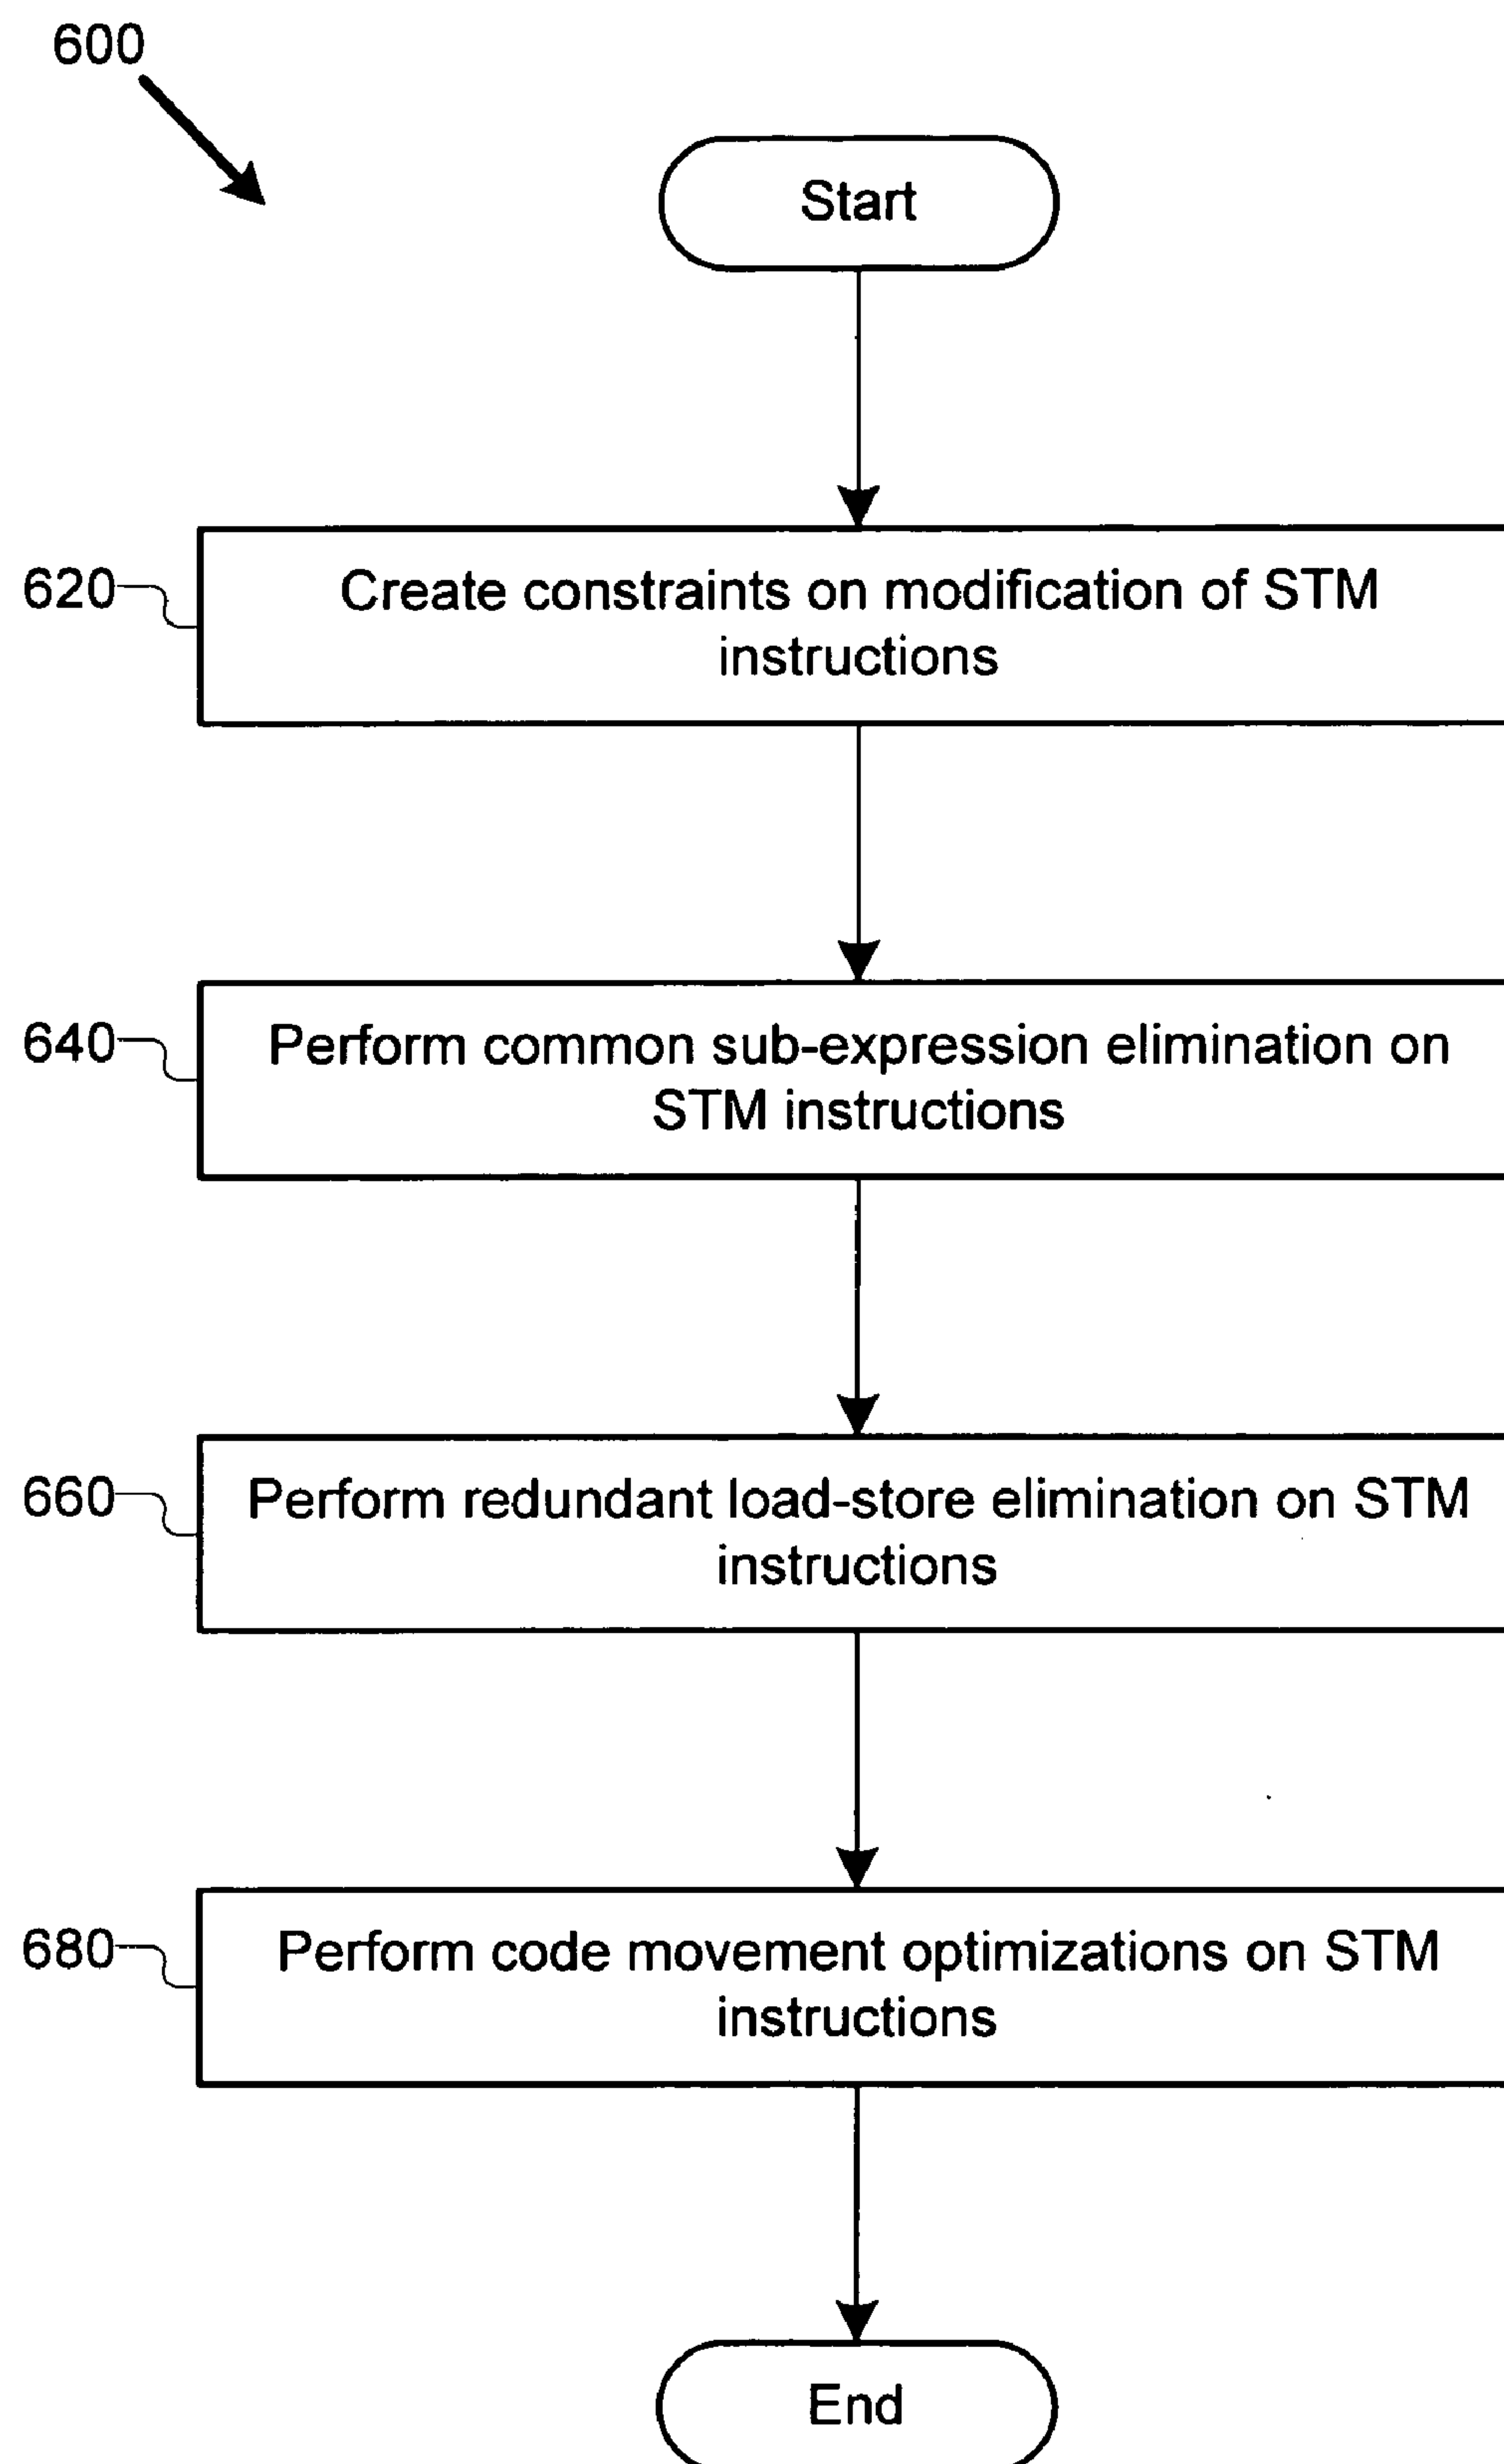 600
Start
620
Create constraints on modification of STM
instructions
640
Perform common sub-expression elimination on
STM instructions
660
Perform redundant load-store elimination on STM
instructions
680
Perform code movement optimizations on STM
instructions
End